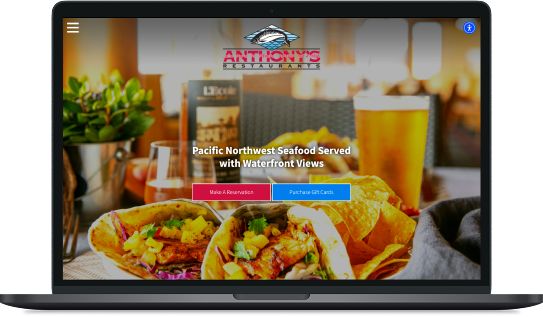 ANTHONY'S
RESTAURANTS
Pacific Northwest Seafood Served
with Waterfront Views
Make A Reservation
Purchase Gift Cards